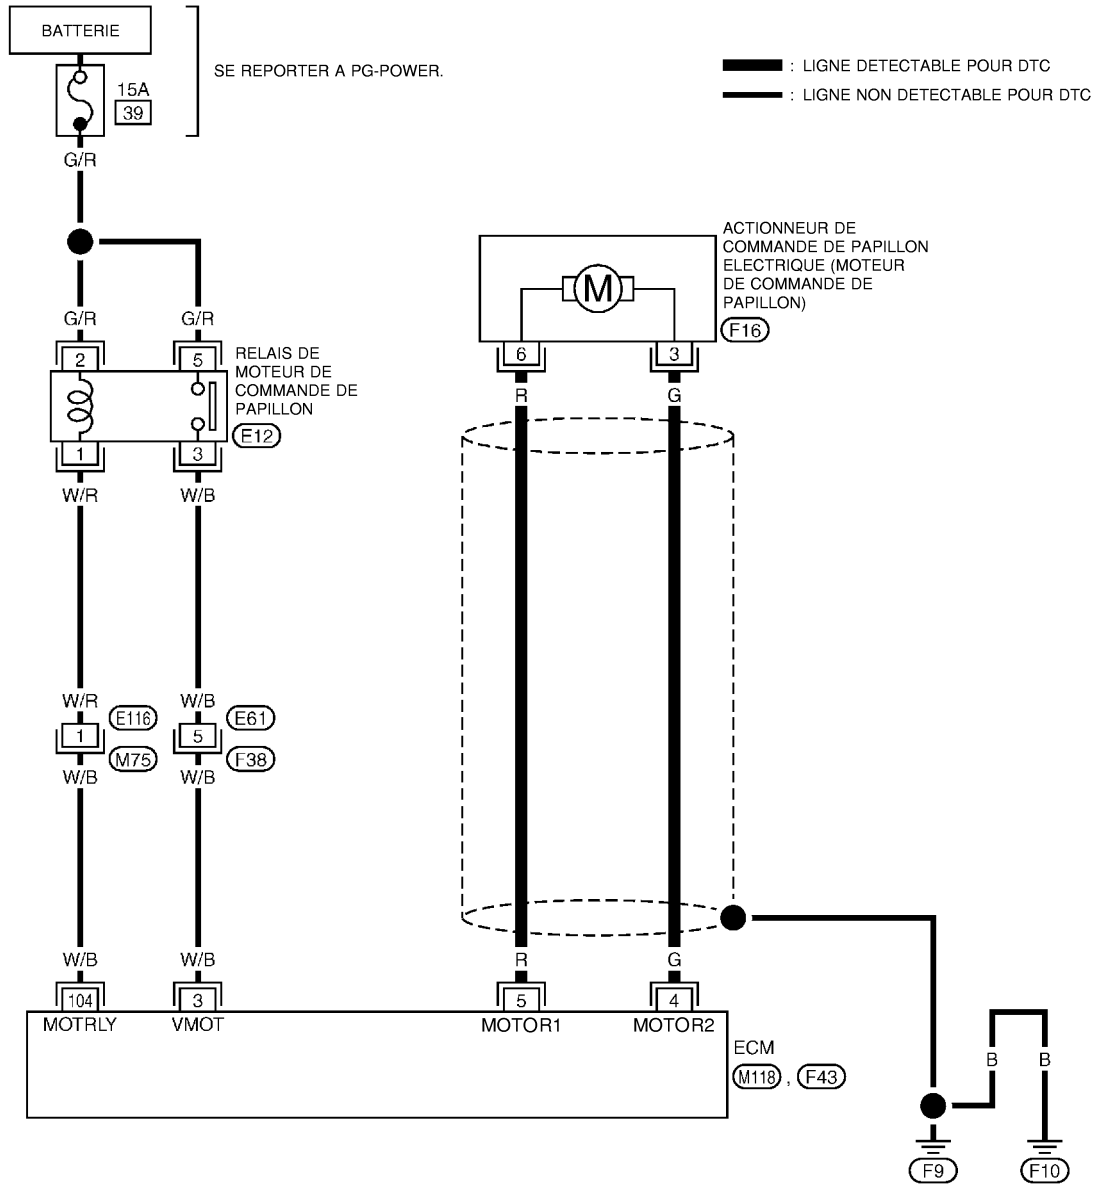 BATTERIE
SE REPORTER A PG-POWER.
15A
39
: LIGNE DETECTABLE POUR DTC
: LIGNE NON DETECTABLE POUR DTC
G/R
G/R
G/R
2
5
RELAIS DE
MOTEUR DE
COMMANDE DE
PAPILLON
E12
1
3
W/R
W/B
ACTIONNEUR DE
COMMANDE DE PAPILLON
ELECTRIQUE (MOTEUR
DE COMMANDE DE
PAPILLON)
F16
M
6
3
R
G
W/R
W/B
E116
E61
1
5
M75
F38
W/B
W/B
W/B
W/B
R
G
104
3
5
4
MOTRLY
VMOT
MOTOR1
MOTOR2
ECM
M118 , F43
B
B
F9
F10